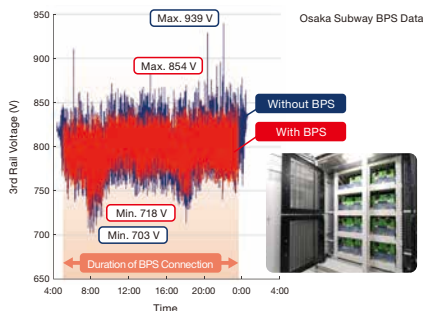 Osaka Subway BPS Data
3rd Rail Voltage (V)
950
900
850
800
750
700
650
Max. 939 V
Max. 854 V
Without BPS
With BPS
Min. 718 V
Min. 703 V
Duration of BPS Connection
4:00
8:00
12:00
16:00
20:00
0:00
4:00
Time